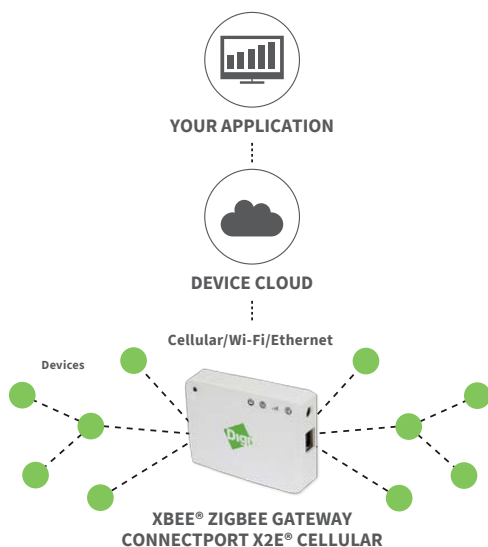 YOUR APPLICATION
DEVICE CLOUD
Cellular/Wi-Fi/Ethernet
Devices
Digi
XBEE® ZIGBEE GATEWAY
CONNECTPORT X2E® CELLULAR